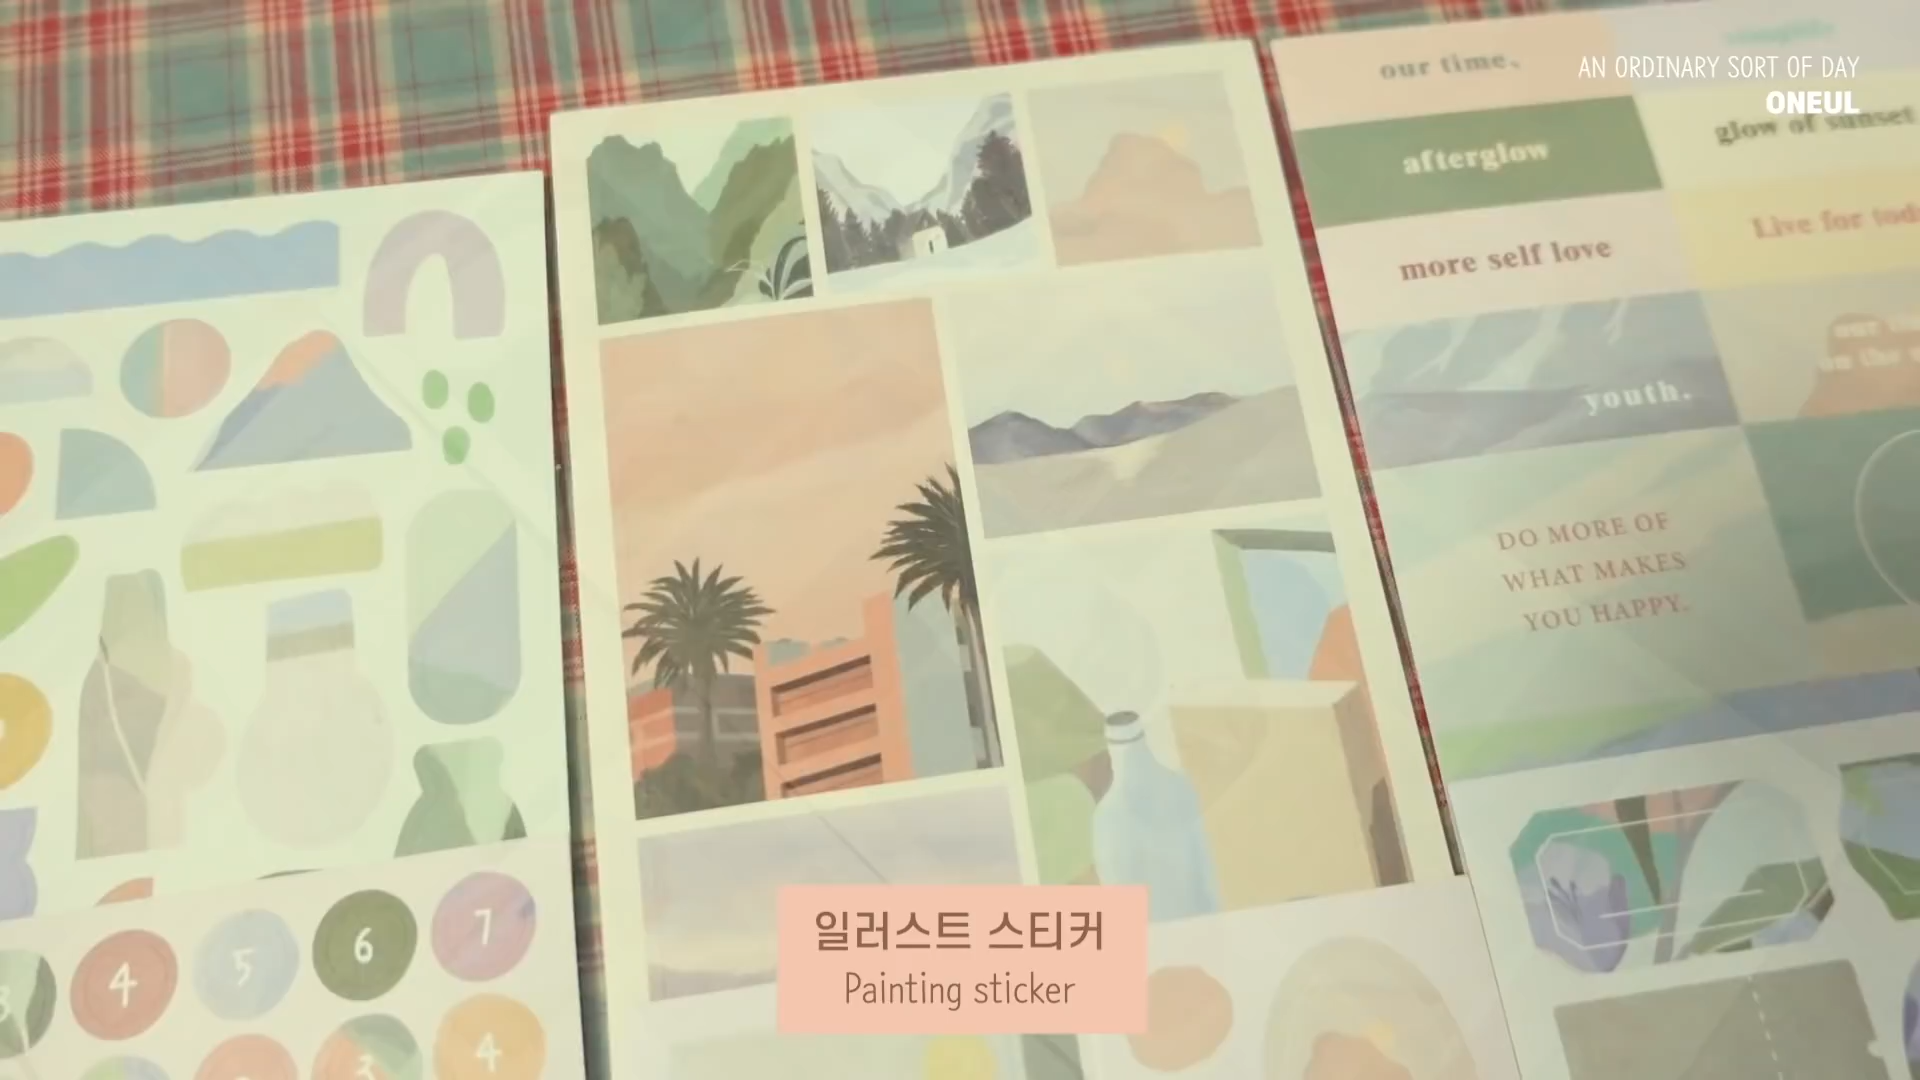 AN ORDINARY SORT OF DAY
ONEUL
our time.
afterglow
glow of sunset
more self love
Live for
youth.
DO MORE OF
WHAT MAKES
YOU HAPPY.
4
5
6
7
3
4
일러스트 스티커
Painting sticker